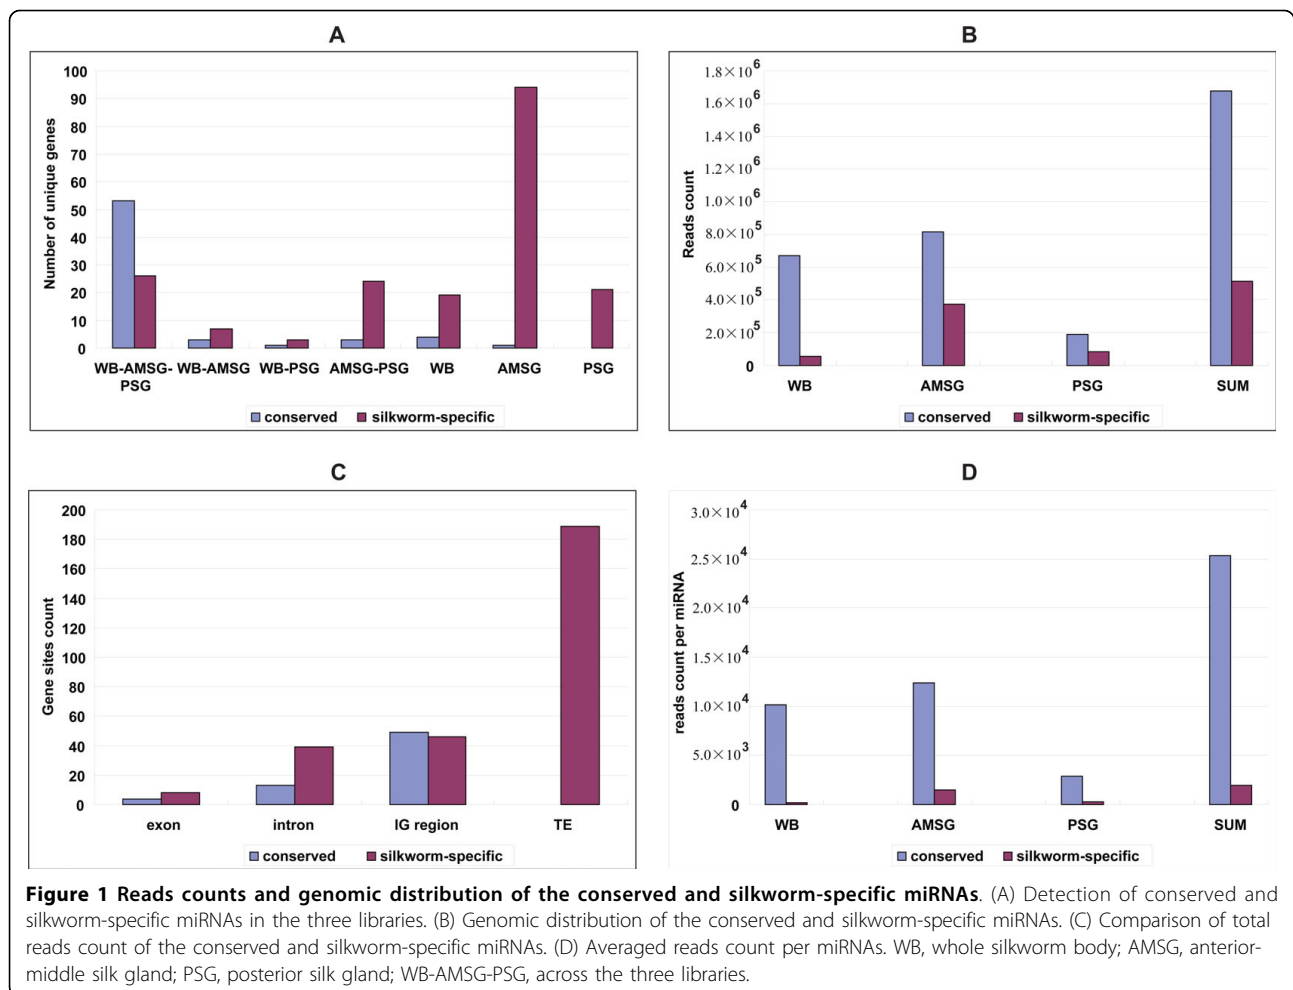 A
100
90
80
70
60
50
40
30
20
10
0
Number of unique genes
WB-AMSG-PSG
WB-AMSG
WB-PSG
AMSG-PSG
WB
AMSG
PSG
conserved
silkworm-specific
B
1.8×10^6
1.6×10^6
1.4×10^6
1.2×10^6
1.0×10^6
8.0×10^5
6.0×10^5
4.0×10^5
2.0×10^5
0
Reads count
WB
AMSG
PSG
SUM
conserved
silkworm-specific
C
200
180
160
140
120
100
80
60
40
20
0
Gene sites count
exon
intron
IG region
TE
conserved
silkworm-specific
D
3.0×10^4
2.5×10^4
2.0×10^4
1.5×10^4
1.0×10^4
5.0×10^3
0
reads count per miRNA
WB
AMSG
PSG
SUM
conserved
silkworm-specific
Figure 1 Reads counts and genomic distribution of the conserved and silkworm-specific miRNAs. (A) Detection of conserved and
silkworm-specific miRNAs in the three libraries. (B) Genomic distribution of the conserved and silkworm-specific miRNAs. (C) Comparison of total
reads count of the conserved and silkworm-specific miRNAs. (D) Averaged reads count per miRNAs. WB, whole silkworm body; AMSG, anterior-
middle silk gland; PSG, posterior silk gland; WB-AMSG-PSG, across the three libraries.